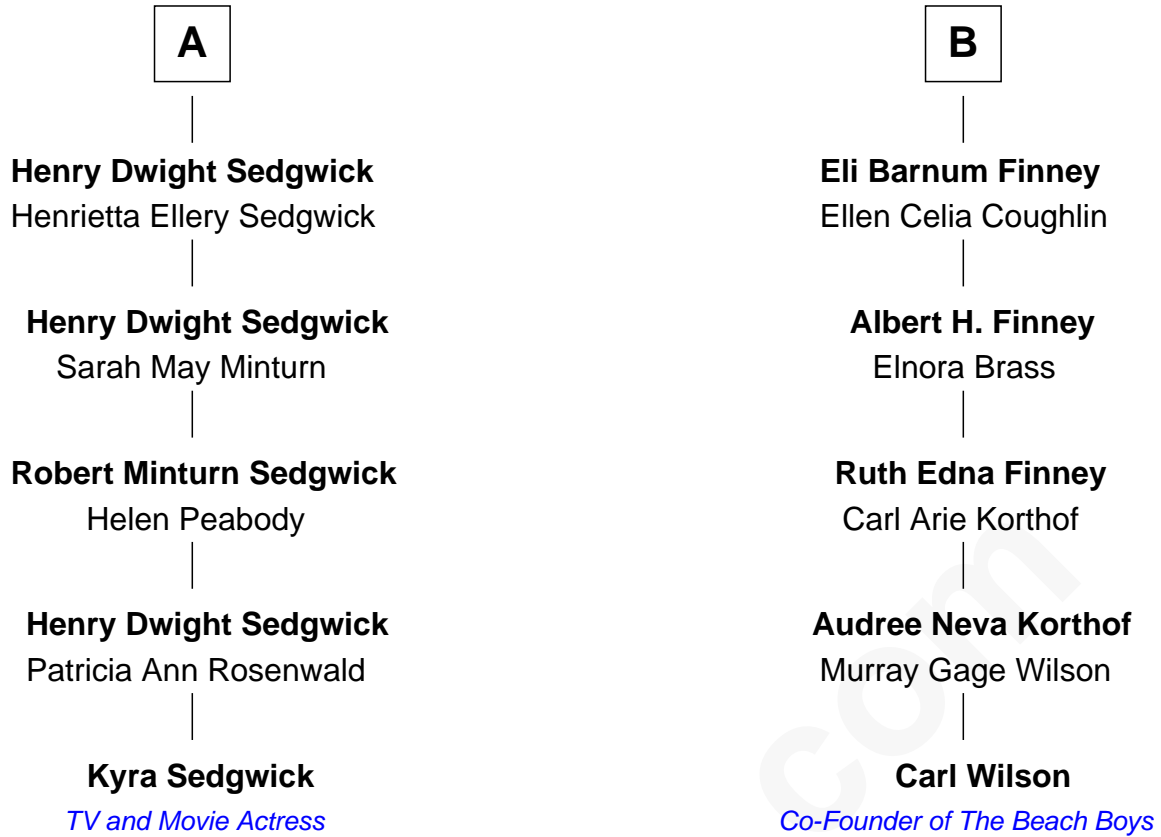 A
Henry Dwight Sedgwick
Henrietta Ellery Sedgwick
Henry Dwight Sedgwick
Sarah May Minturn
Robert Minturn Sedgwick
Helen Peabody
Henry Dwight Sedgwick
Patricia Ann Rosenwald
Kyra Sedgwick
TV and Movie Actress
B
Eli Barnum Finney
Ellen Celia Coughlin
Albert H. Finney
Elnora Brass
Ruth Edna Finney
Carl Arie Korthof
Audree Neva Korthof
Murray Gage Wilson
Carl Wilson
Co-Founder of The Beach Boys
com